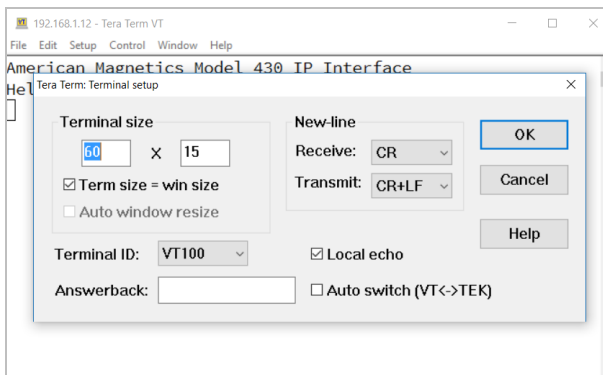 192.168.1.12 - Tera Term VT
File Edit Setup Control Window Help
American Magnetics Model 430 IP Interface
Hel
Tera Term: Terminal setup
Terminal size
60 X 15
Term size = win size
Auto window resize
New-line
Receive: CR
Transmit: CR+LF
OK
Cancel
Help
Terminal ID: VT100
Local echo
Answerback:
Auto switch (VT<->TEK)